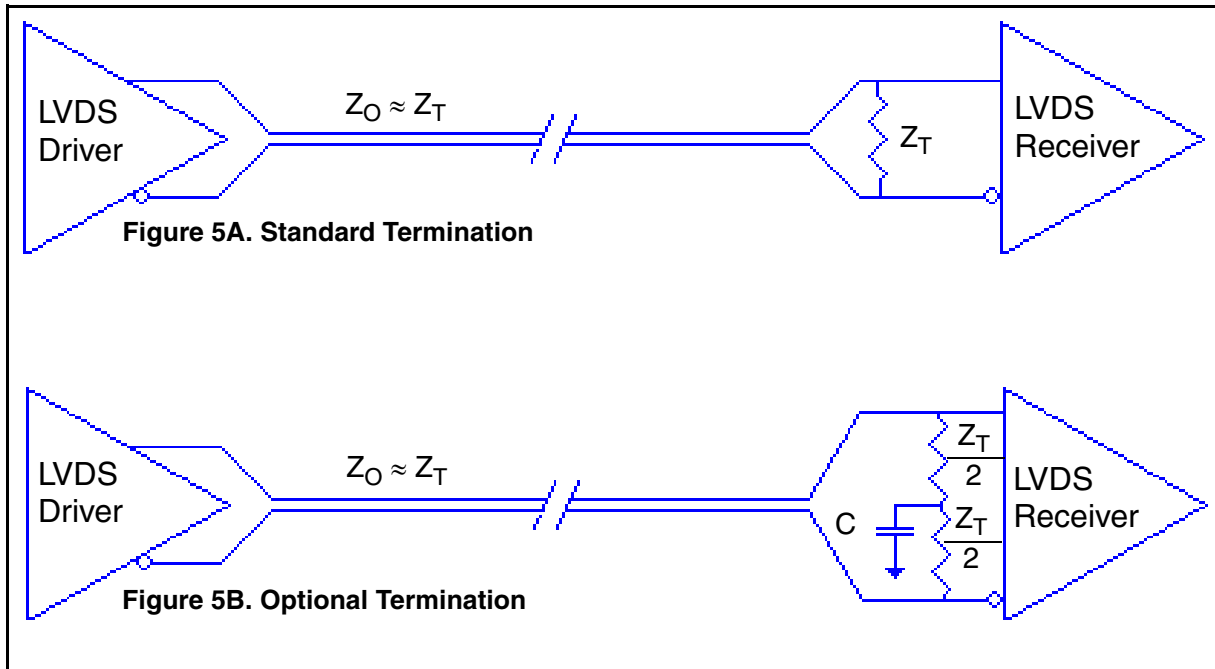 LVDS
Driver
Z_O ≈ Z_T
Z_T
LVDS
Receiver
Figure 5A. Standard Termination
LVDS
Driver
Z_O ≈ Z_T
C
Z_T
2
Z_T
2
LVDS
Receiver
Figure 5B. Optional Termination